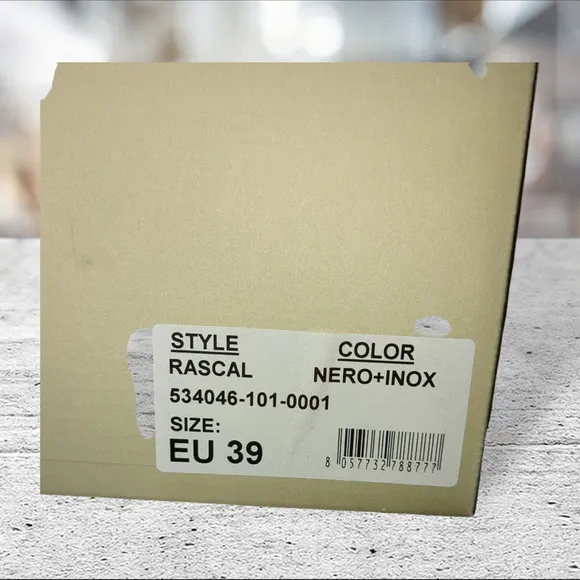 STYLE COLOR
RASCAL NERO+INOX
534046-101-0001
SIZE:
EU 39
8 057732 788777